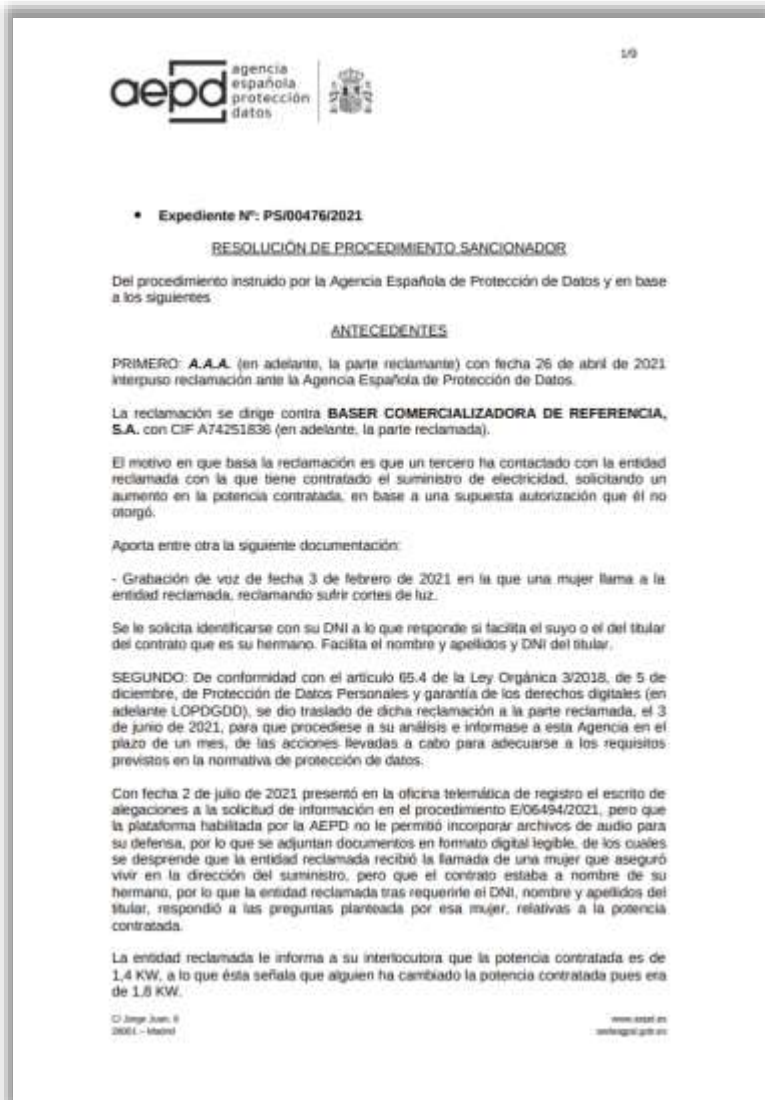 1/9
aepd
agencia
española
protección
datos
• Expediente Nº: PS/00476/2021
RESOLUCIÓN DE PROCEDIMIENTO SANCIONADOR
Del procedimiento instruido por la Agencia Española de Protección de Datos y en base
a los siguientes
ANTECEDENTES
PRIMERO: A.A.A. (en adelante, la parte reclamante) con fecha 26 de abril de 2021
interpuso reclamación ante la Agencia Española de Protección de Datos.
La reclamación se dirige contra BASER COMERCIALIZADORA DE REFERENCIA,
S.A. con CIF A74251836 (en adelante, la parte reclamada).
El motivo en que basa la reclamación es que un tercero ha contactado con la entidad
reclamada con la que tiene contratado el suministro de electricidad, solicitando un
aumento en la potencia contratada, en base a una supuesta autorización que él no
otorgó.
Aporta entre otra la siguiente documentación:
- Grabación de voz de fecha 3 de febrero de 2021 en la que una mujer llama a la
entidad reclamada, reclamando sufrir cortes de luz.
Se le solicita identificarse con su DNI a lo que responde si facilita el suyo o el del titular
del contrato que es su hermano. Facilita el nombre y apellidos y DNI del titular.
SEGUNDO: De conformidad con el artículo 65.4 de la Ley Orgánica 3/2018, de 5 de
diciembre, de Protección de Datos Personales y garantía de los derechos digitales (en
adelante LOPDGDD), se dio traslado de dicha reclamación a la parte reclamada, el 3
de junio de 2021, para que procediese a su análisis e informase a esta Agencia en el
plazo de un mes, de las acciones llevadas a cabo para adecuarse a los requisitos
previstos en la normativa de protección de datos.
Con fecha 2 de julio de 2021 presentó en la oficina telemática de registro el escrito de
alegaciones a la solicitud de información en el procedimiento E/06494/2021, pero que
la plataforma habilitada por la AEPD no le permitió incorporar archivos de audio para
su defensa, por lo que se adjuntan documentos en formato digital legible, de los cuales
se desprende que la entidad reclamada recibió la llamada de una mujer que aseguró
vivir en la dirección del suministro, pero que el contrato estaba a nombre de su
hermano, por lo que la entidad reclamada tras requerirle el DNI, nombre y apellidos del
titular, respondió a las preguntas planteada por esa mujer, relativas a la potencia
contratada.
La entidad reclamada le informa a su interlocutora que la potencia contratada es de
1,4 KW, a lo que ésta señala que alguien ha cambiado la potencia contratada pues era
de 1,8 KW.
C/ Jorge Juan, 6
28001 – Madrid
www.aepd.es
sedeagpd.gob.es